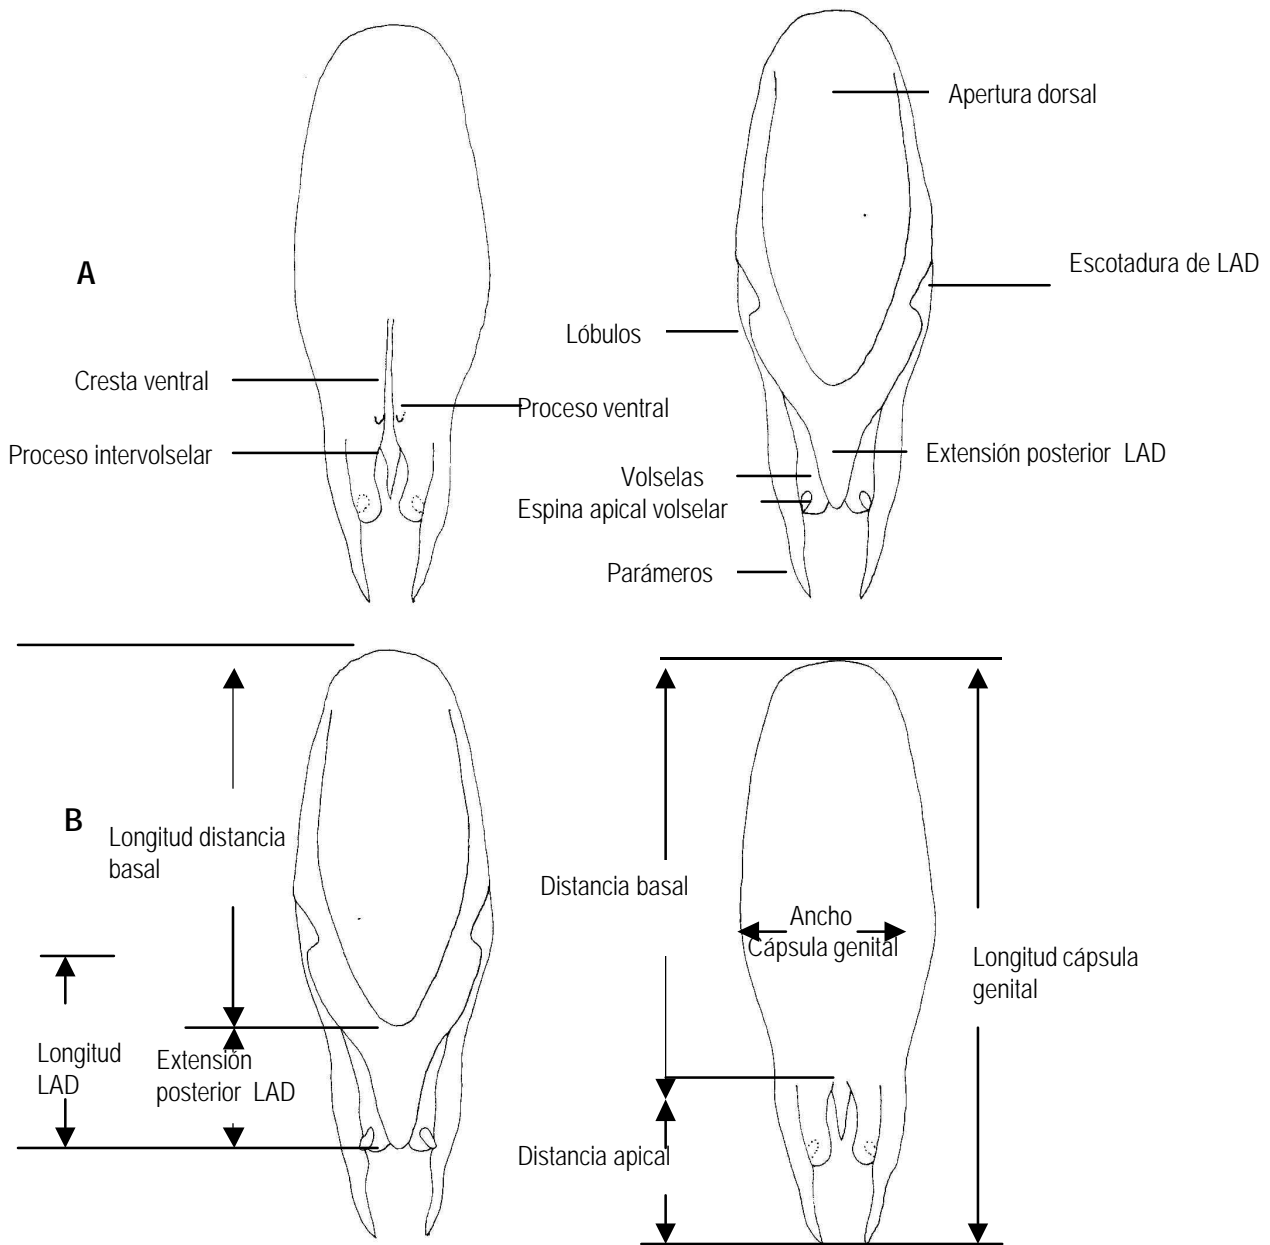 Apertura dorsal
A
Escotadura de LAD
Lóbulos
Cresta ventral
Proceso ventral
Proceso intervolselar
Extensión posterior LAD
Volselas
Espina apical volselar
Parámeros
B
Longitud distancia
basal
Distancia basal
Ancho
Cápsula genital
Longitud cápsula
genital
Longitud
LAD
Extensión
posterior LAD
Distancia apical